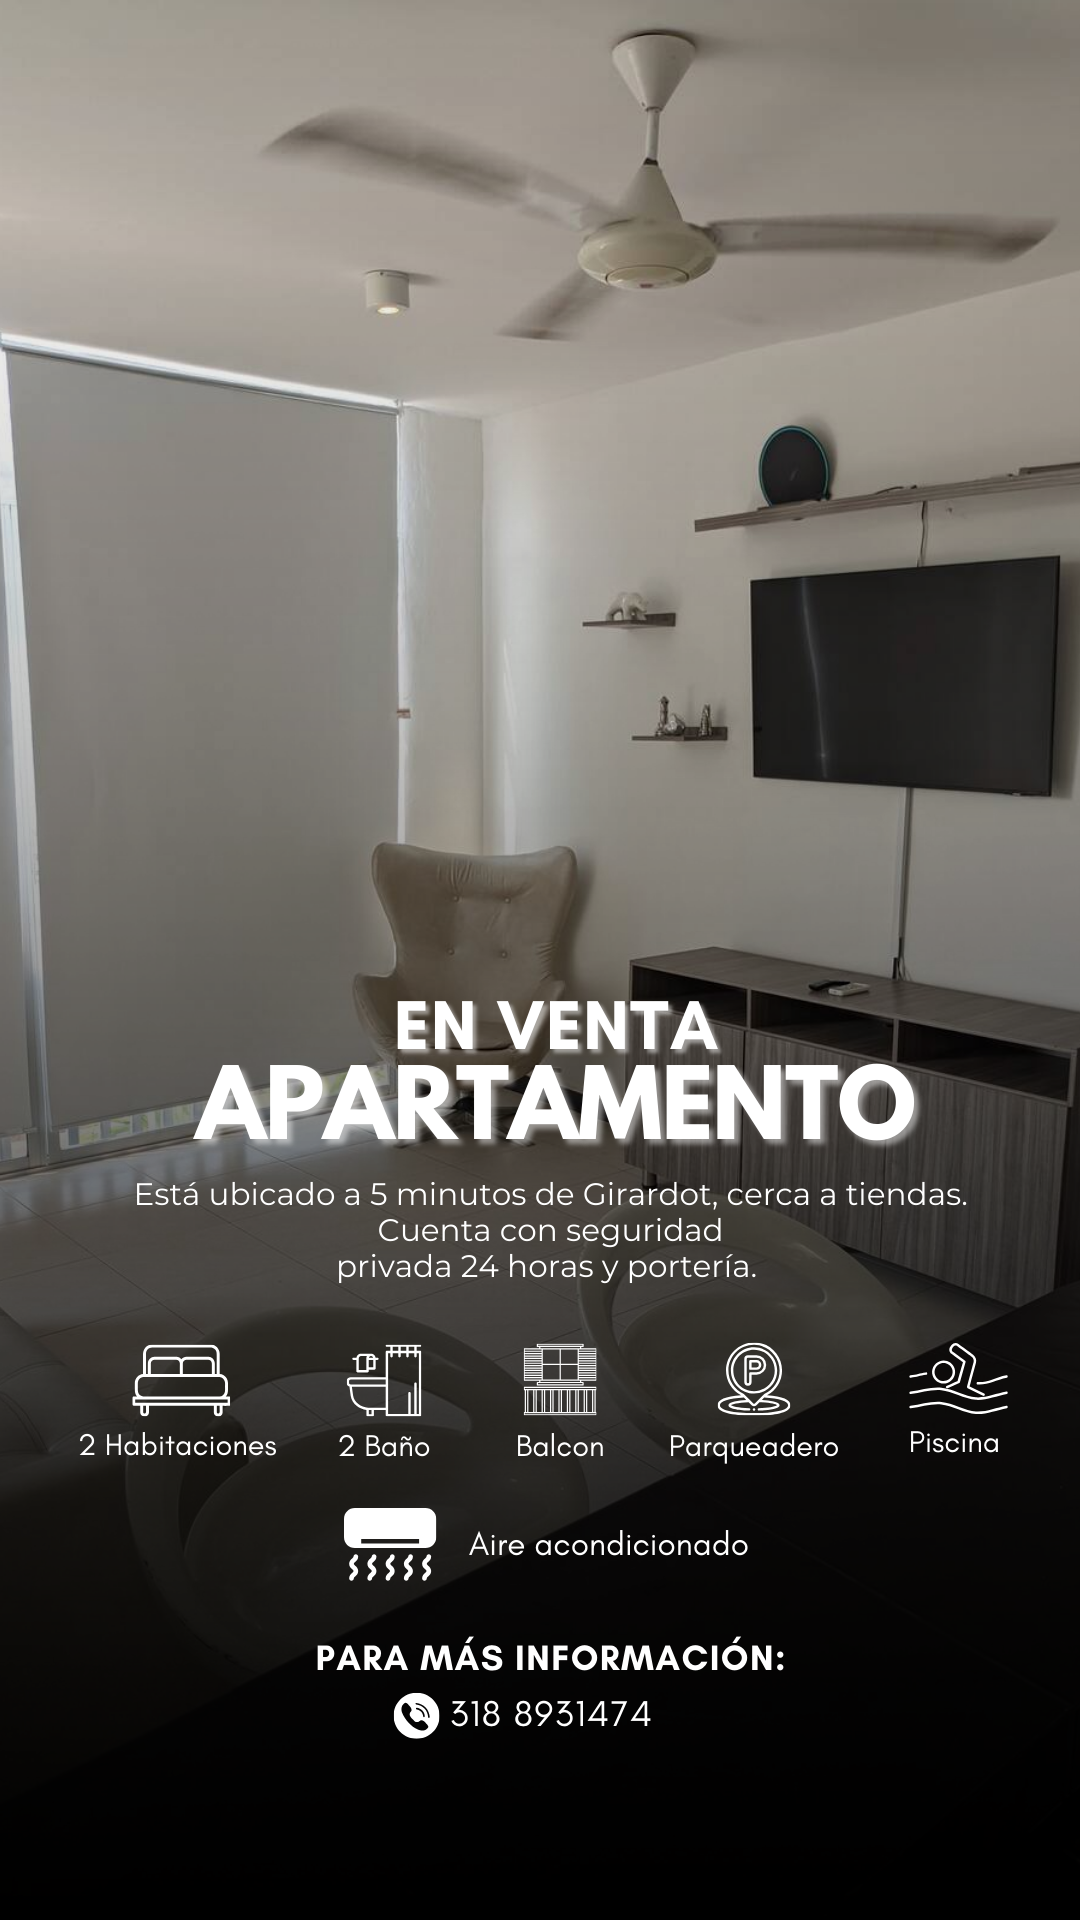 EN VENTA
APARTAMENTO
Está ubicado a 5 minutos de Girardot, cerca a tiendas.
Cuenta con seguridad
privada 24 horas y portería.
2 Habitaciones
2 Baño
Balcon
Parqueadero
Piscina
Aire acondicionado
PARA MÁS INFORMACIÓN:
318 8931474